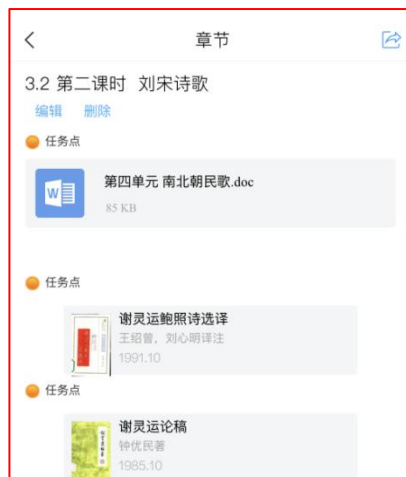 章节
3.2 第二课时 刘宋诗歌
编辑 删除
任务点
W
第四单元 南北朝民歌.doc
85 KB
任务点
谢灵运鲍照诗选译
王绍曾，刘心明译注
1991.10
任务点
谢灵运论稿
钟优民著
1985.10